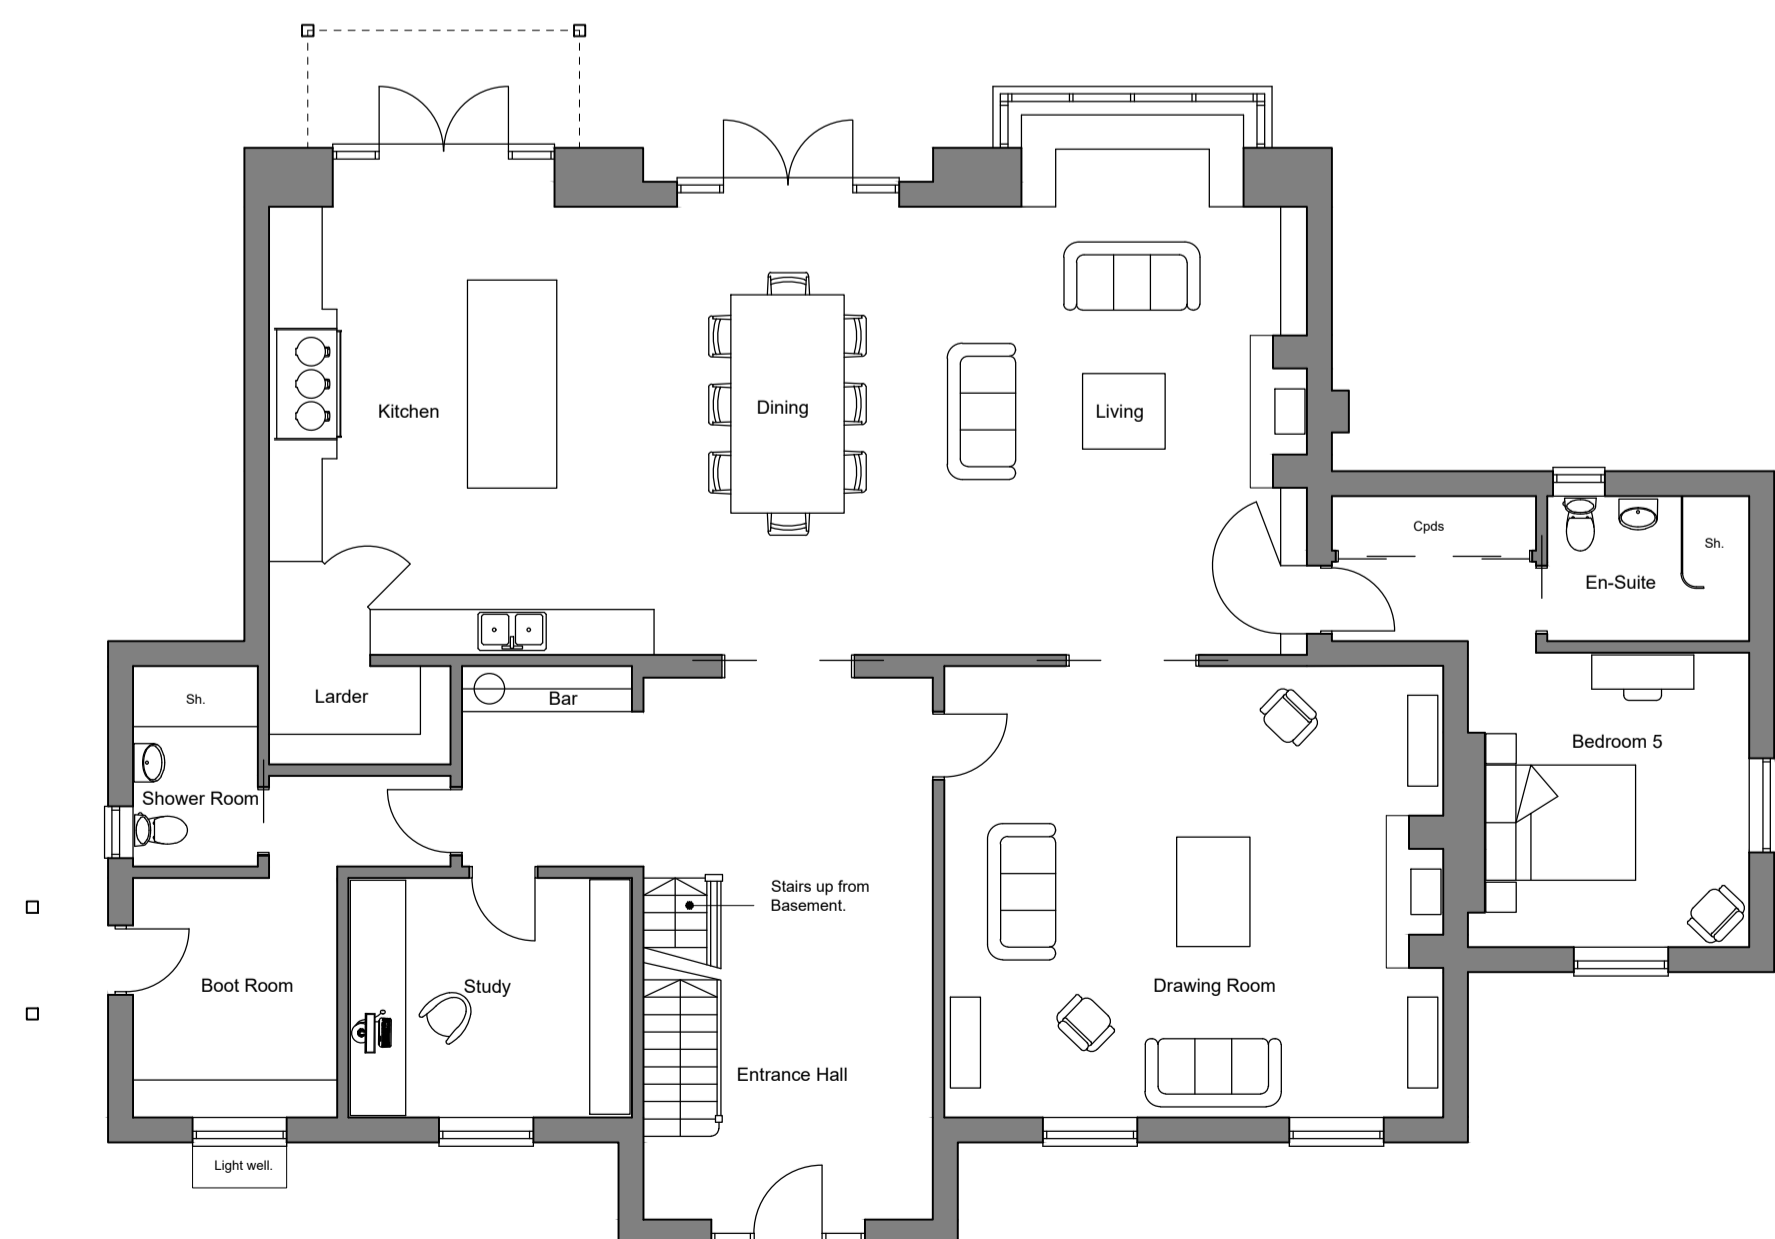 Kitchen
Dining
Living
Cpds
Sh.
En-Suite
Sh.
Larder
Bar
Bedroom 5
Shower Room
Stairs up from
Basement.
Boot Room
Study
Drawing Room
Entrance Hall
Light well.